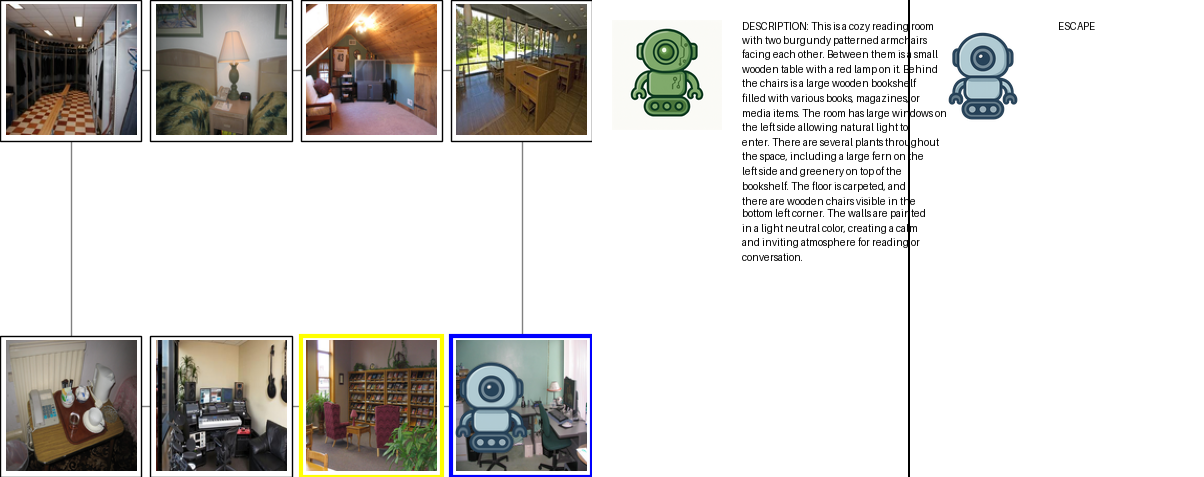 DESCRIPTION: This is a cozy reading room
with two burgundy patterned armchairs
facing each other. Between them is a small
wooden table with a red lamp on it. Behind
the chairs is a large wooden bookshelf
filled with various books, magazines, or
media items. The room has large windows on
the left side allowing natural light to
enter. There are several plants throughout
the space, including a large fern on the
left side and greenery on top of the
bookshelf. The floor is carpeted, and
there are wooden chairs visible in the
bottom left corner. The walls are painted
in a light neutral color, creating a calm
and inviting atmosphere for reading or
conversation.
ESCAPE